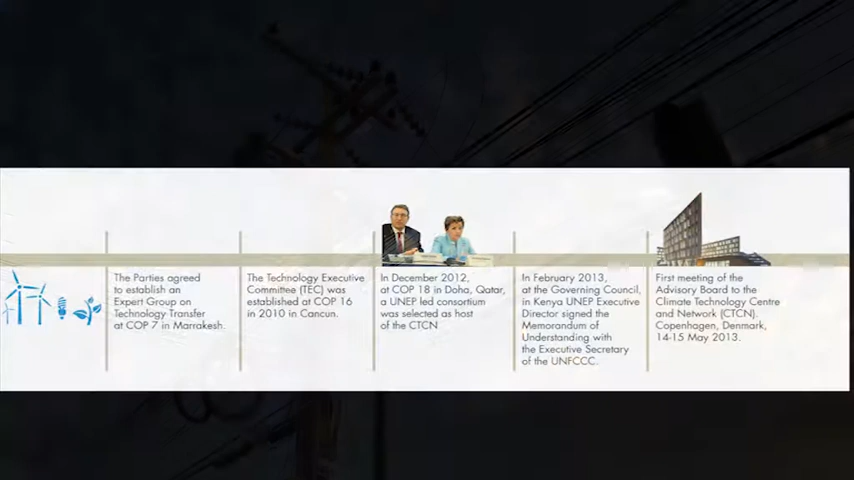 The Parties agreed
to establish an
Expert Group on
Technology Transfer
at COP 7 in Marrakesh.
The Technology Executive
Committee (TEC) was
established at COP 16
in 2010 in Cancun.
In December 2012,
at COP 18 in Doha, Qatar,
a UNEP led consortium
was selected as host
of the CTCN
In February 2013,
at the Governing Council,
in Kenya UNEP Executive
Director signed the
Memorandum of
Understanding with
the Executive Secretary
of the UNFCCC.
First meeting of the
Advisory Board to the
Climate Technology Centre
and Network (CTCN).
Copenhagen, Denmark,
14-15 May 2013.